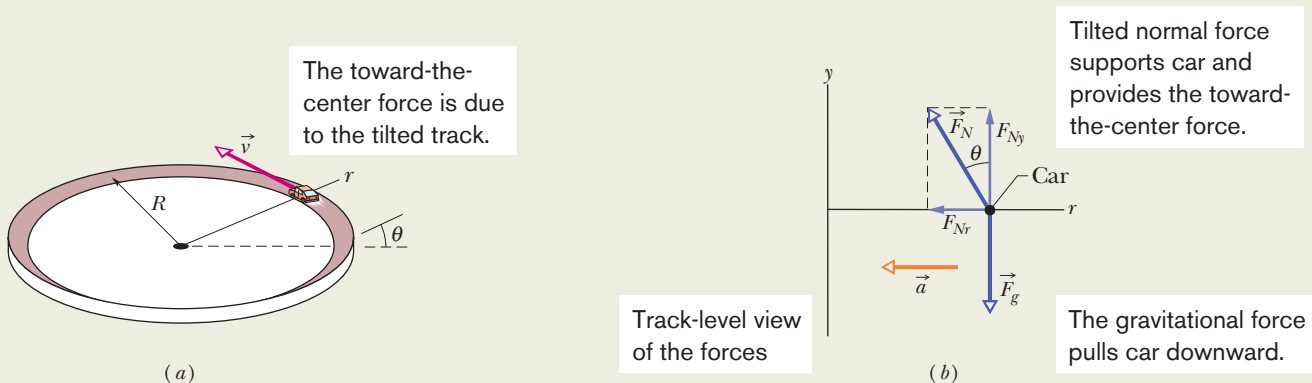 The toward-the-
center force is due
to the tilted track.
v
r
R
θ
(a)
Tilted normal force
supports car and
provides the toward-
the-center force.
y
F_N
F_Ny
θ
Car
r
F_Nr
a
F_g
Track-level view
of the forces
The gravitational force
pulls car downward.
(b)